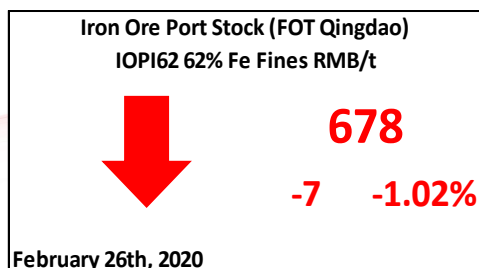 Iron Ore Port Stock (FOT Qingdao)
IOPI62 62% Fe Fines RMB/t
678
-7 -1.02%
February 26th, 2020